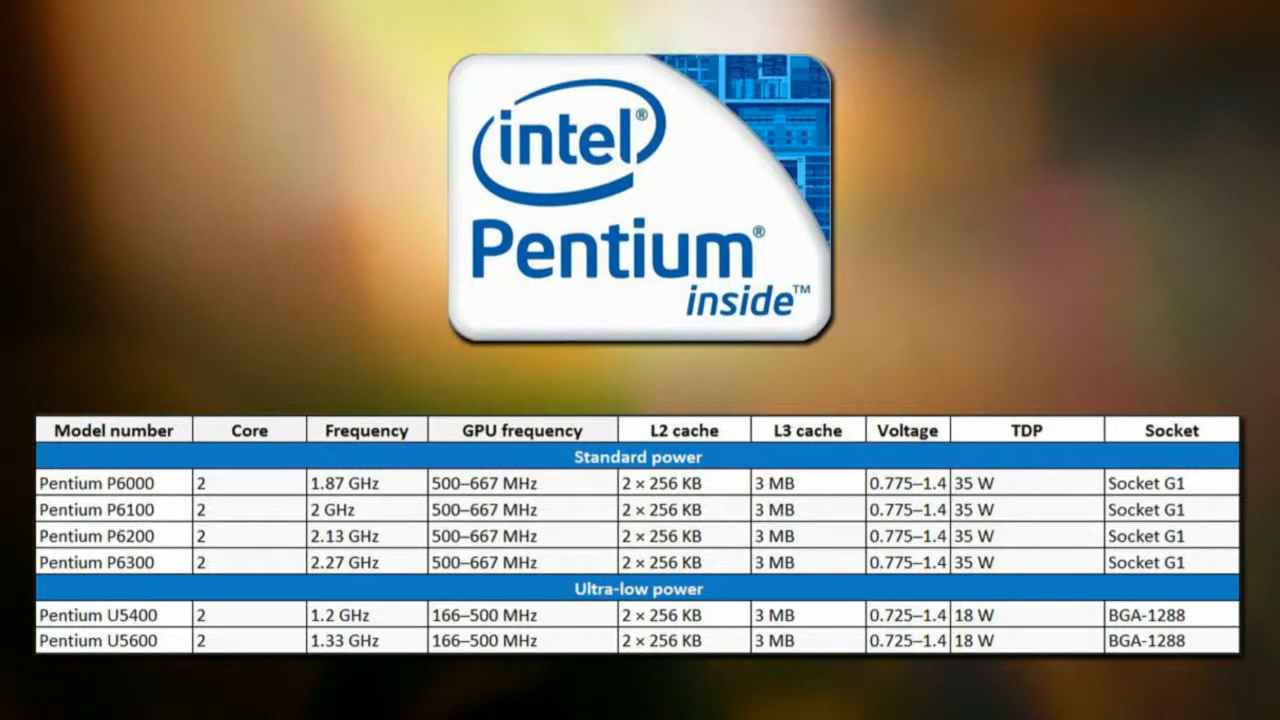 intel®
Pentium®
inside™
Model number Core Frequency GPU frequency L2 cache L3 cache Voltage TDP Socket
Standard power
Pentium P6000 2 1.87 GHz 500–667 MHz 2 × 256 KB 3 MB 0.775–1.4 35 W Socket G1
Pentium P6100 2 2 GHz 500–667 MHz 2 × 256 KB 3 MB 0.775–1.4 35 W Socket G1
Pentium P6200 2 2.13 GHz 500–667 MHz 2 × 256 KB 3 MB 0.775–1.4 35 W Socket G1
Pentium P6300 2 2.27 GHz 500–667 MHz 2 × 256 KB 3 MB 0.775–1.4 35 W Socket G1
Ultra-low power
Pentium U5400 2 1.2 GHz 166–500 MHz 2 × 256 KB 3 MB 0.725–1.4 18 W BGA-1288
Pentium U5600 2 1.33 GHz 166–500 MHz 2 × 256 KB 3 MB 0.725–1.4 18 W BGA-1288